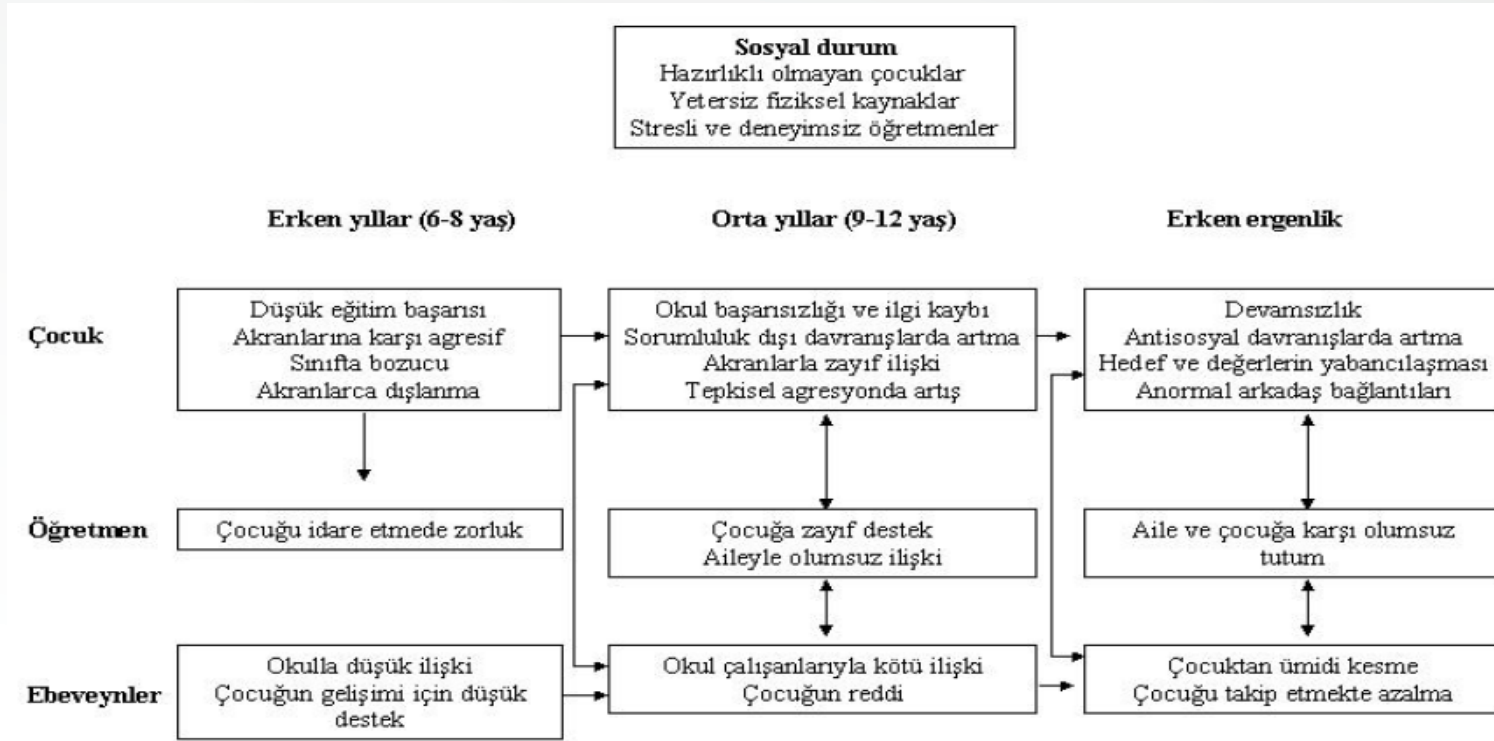 Sosyal durum
Hazırlıklı olmayan çocuklar
Yetersiz fiziksel kaynaklar
Stresli ve deneyimsiz öğretmenler
Erken yıllar (6-8 yaş)
Orta yıllar (9-12 yaş)
Erken ergenlik
Çocuk
Düşük eğitim başarısı
Akranlarına karşı agresif
Sınıfta bozucu
Akranlarca dışlanma
Okul başarısızlığı ve ilgi kaybı
Sorumluluk dışı davranışlarda artma
Akranlarla zayıf ilişki
Tepkisel agresyonda artış
Devamsızlık
Antisosyal davranışlarda artma
Hedef ve değerlerin yabancılaşması
Anormal arkadaş bağlantıları
Öğretmen
Çocuğu idare etmede zorluk
Çocuğa zayıf destek
Aileyle olumsuz ilişki
Aile ve çocuğa karşı olumsuz
tutum
Ebeveynler
Okulla düşük ilişki
Çocuğun gelişimi için düşük
destek
Okul çalışanlarıyla kötü ilişki
Çocuğun reddi
Çocuktan ümidi kesme
Çocuğu takip etmekte azalma